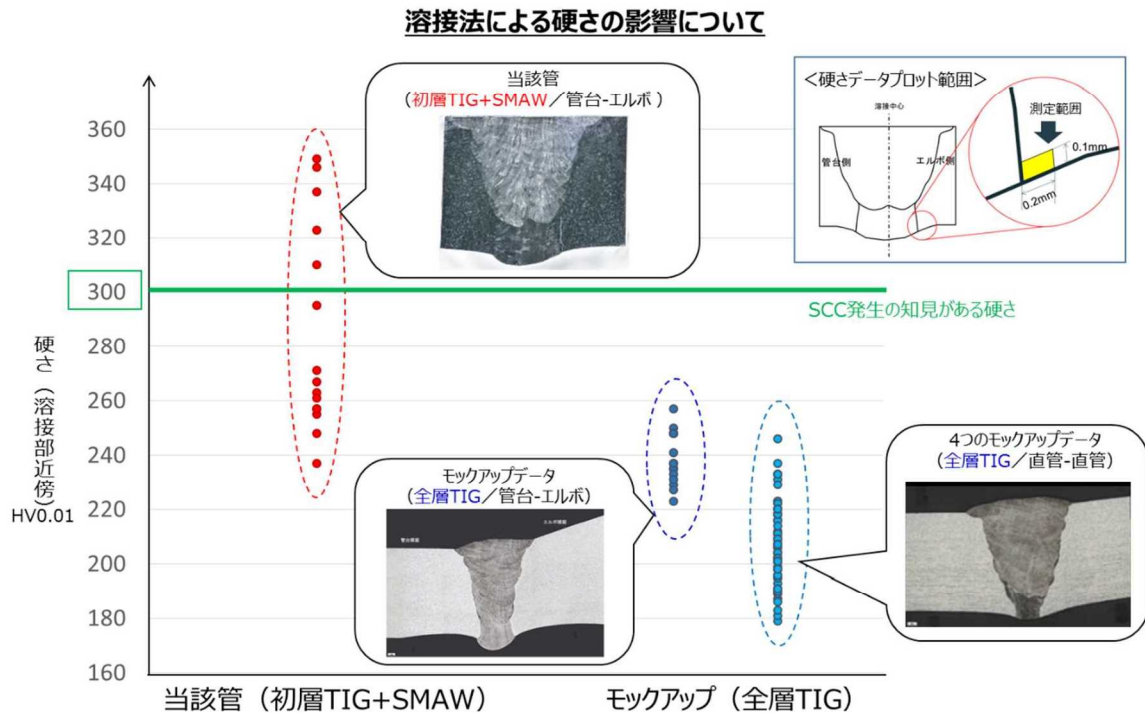 溶接法による硬さの影響について
当該管
（初層TIG+SMAW／管台-エルボ）
＜硬さデータプロット範囲＞
溶接中心
管台側
エルボ側
測定範囲
0.1mm
0.2mm
360
340
320
300
280
260
240
220
200
180
160
硬さ（溶接部近傍）
HV0.01
SCC発生の知見がある硬さ
モックアップデータ
（全層TIG／管台-エルボ）
管台側
エルボ側
4つのモックアップデータ
（全層TIG／直管-直管）
当該管（初層TIG+SMAW）
モックアップ（全層TIG）